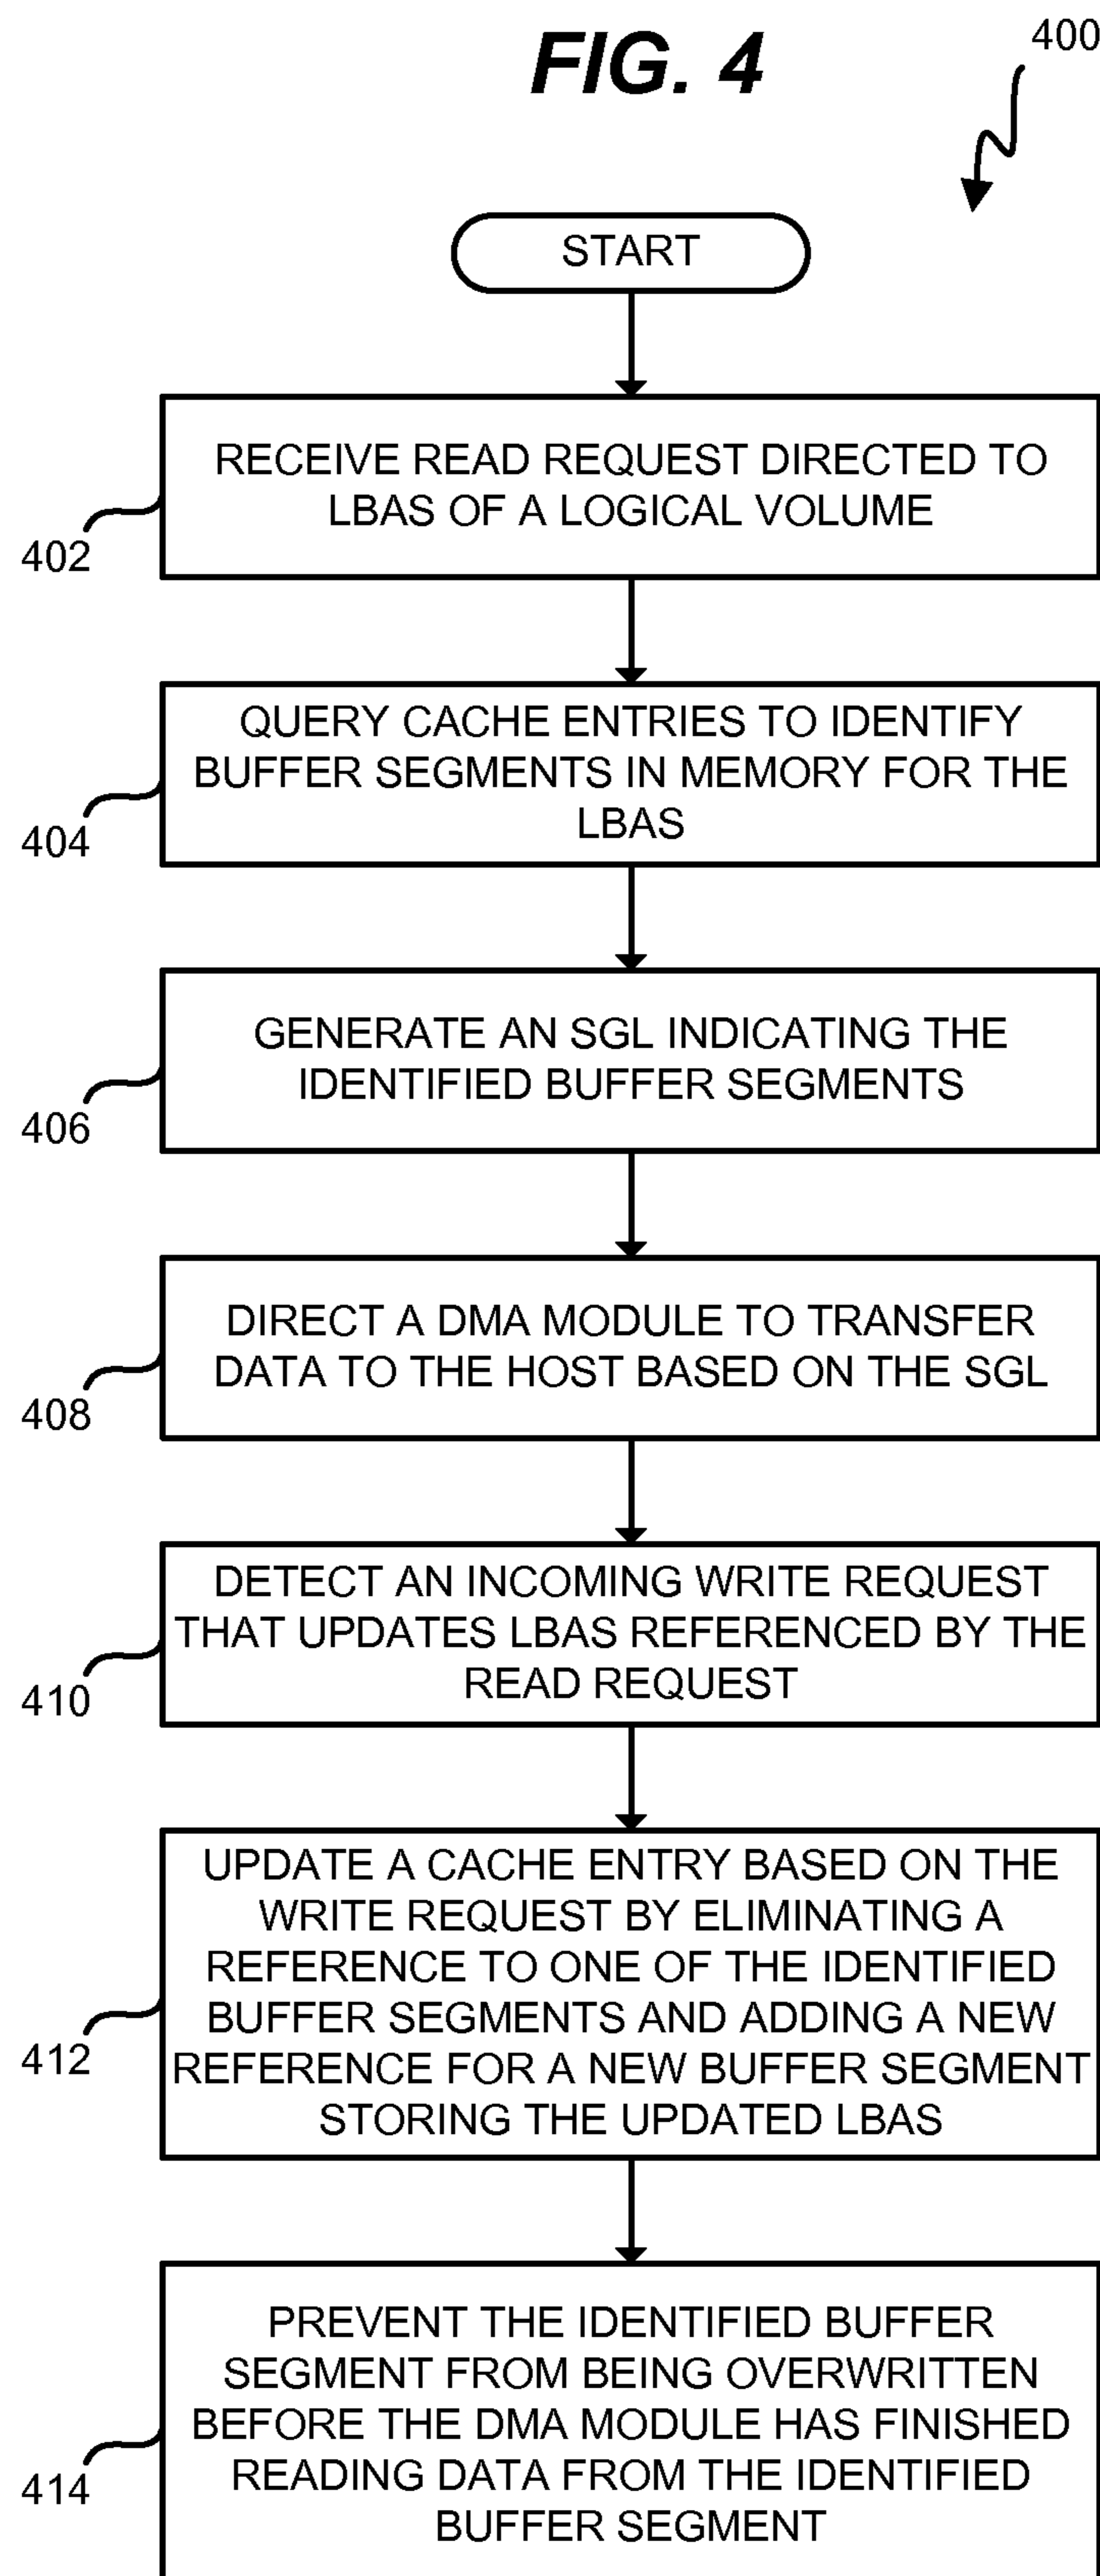 FIG. 4
400
START
RECEIVE READ REQUEST DIRECTED TO
LBAS OF A LOGICAL VOLUME
402
QUERY CACHE ENTRIES TO IDENTIFY
BUFFER SEGMENTS IN MEMORY FOR THE
LBAS
404
GENERATE AN SGL INDICATING THE
IDENTIFIED BUFFER SEGMENTS
406
DIRECT A DMA MODULE TO TRANSFER
DATA TO THE HOST BASED ON THE SGL
408
DETECT AN INCOMING WRITE REQUEST
THAT UPDATES LBAS REFERENCED BY THE
READ REQUEST
410
UPDATE A CACHE ENTRY BASED ON THE
WRITE REQUEST BY ELIMINATING A
REFERENCE TO ONE OF THE IDENTIFIED
BUFFER SEGMENTS AND ADDING A NEW
REFERENCE FOR A NEW BUFFER SEGMENT
STORING THE UPDATED LBAS
412
PREVENT THE IDENTIFIED BUFFER
SEGMENT FROM BEING OVERWRITTEN
BEFORE THE DMA MODULE HAS FINISHED
READING DATA FROM THE IDENTIFIED
BUFFER SEGMENT
414